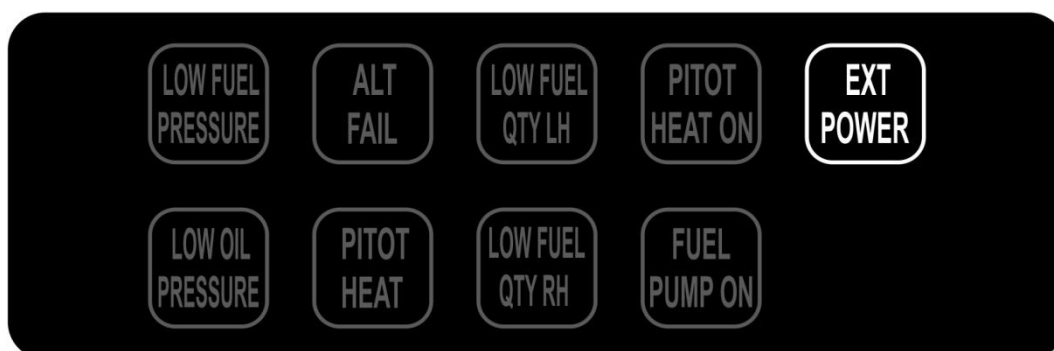 LOW FUEL
PRESSURE
ALT
FAIL
LOW FUEL
QTY LH
PITOT
HEAT ON
EXT
POWER
LOW OIL
PRESSURE
PITOT
HEAT
LOW FUEL
QTY RH
FUEL
PUMP ON